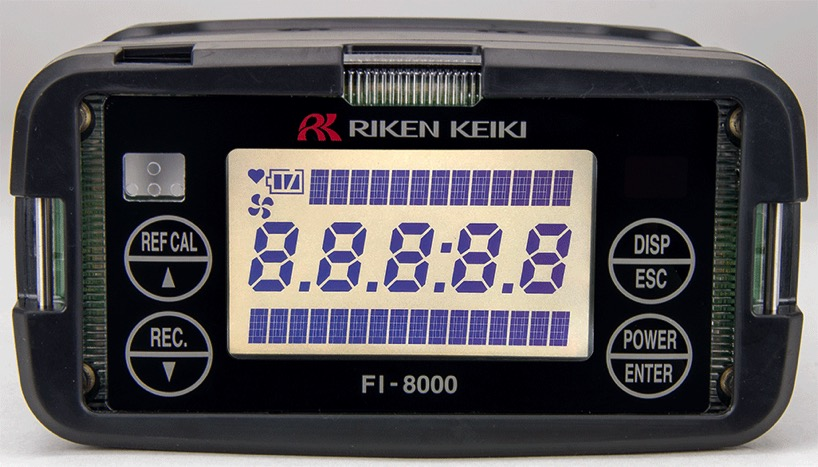 RIKEN KEIKI
8.8.8:8.8
REF CAL
▲
REC.
▼
DISP
ESC
POWER
ENTER
FI-8000